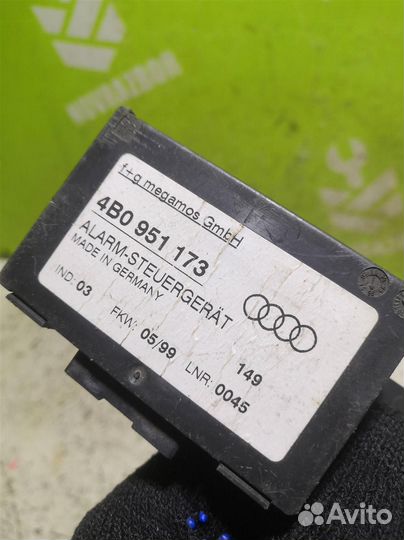 f+g megamos GmbH
4B0 951 173
ALARM-STEUERGERÄT
MADE IN GERMANY
IND: 03
FKW: 05/99
149
LNR: 0045
Avito